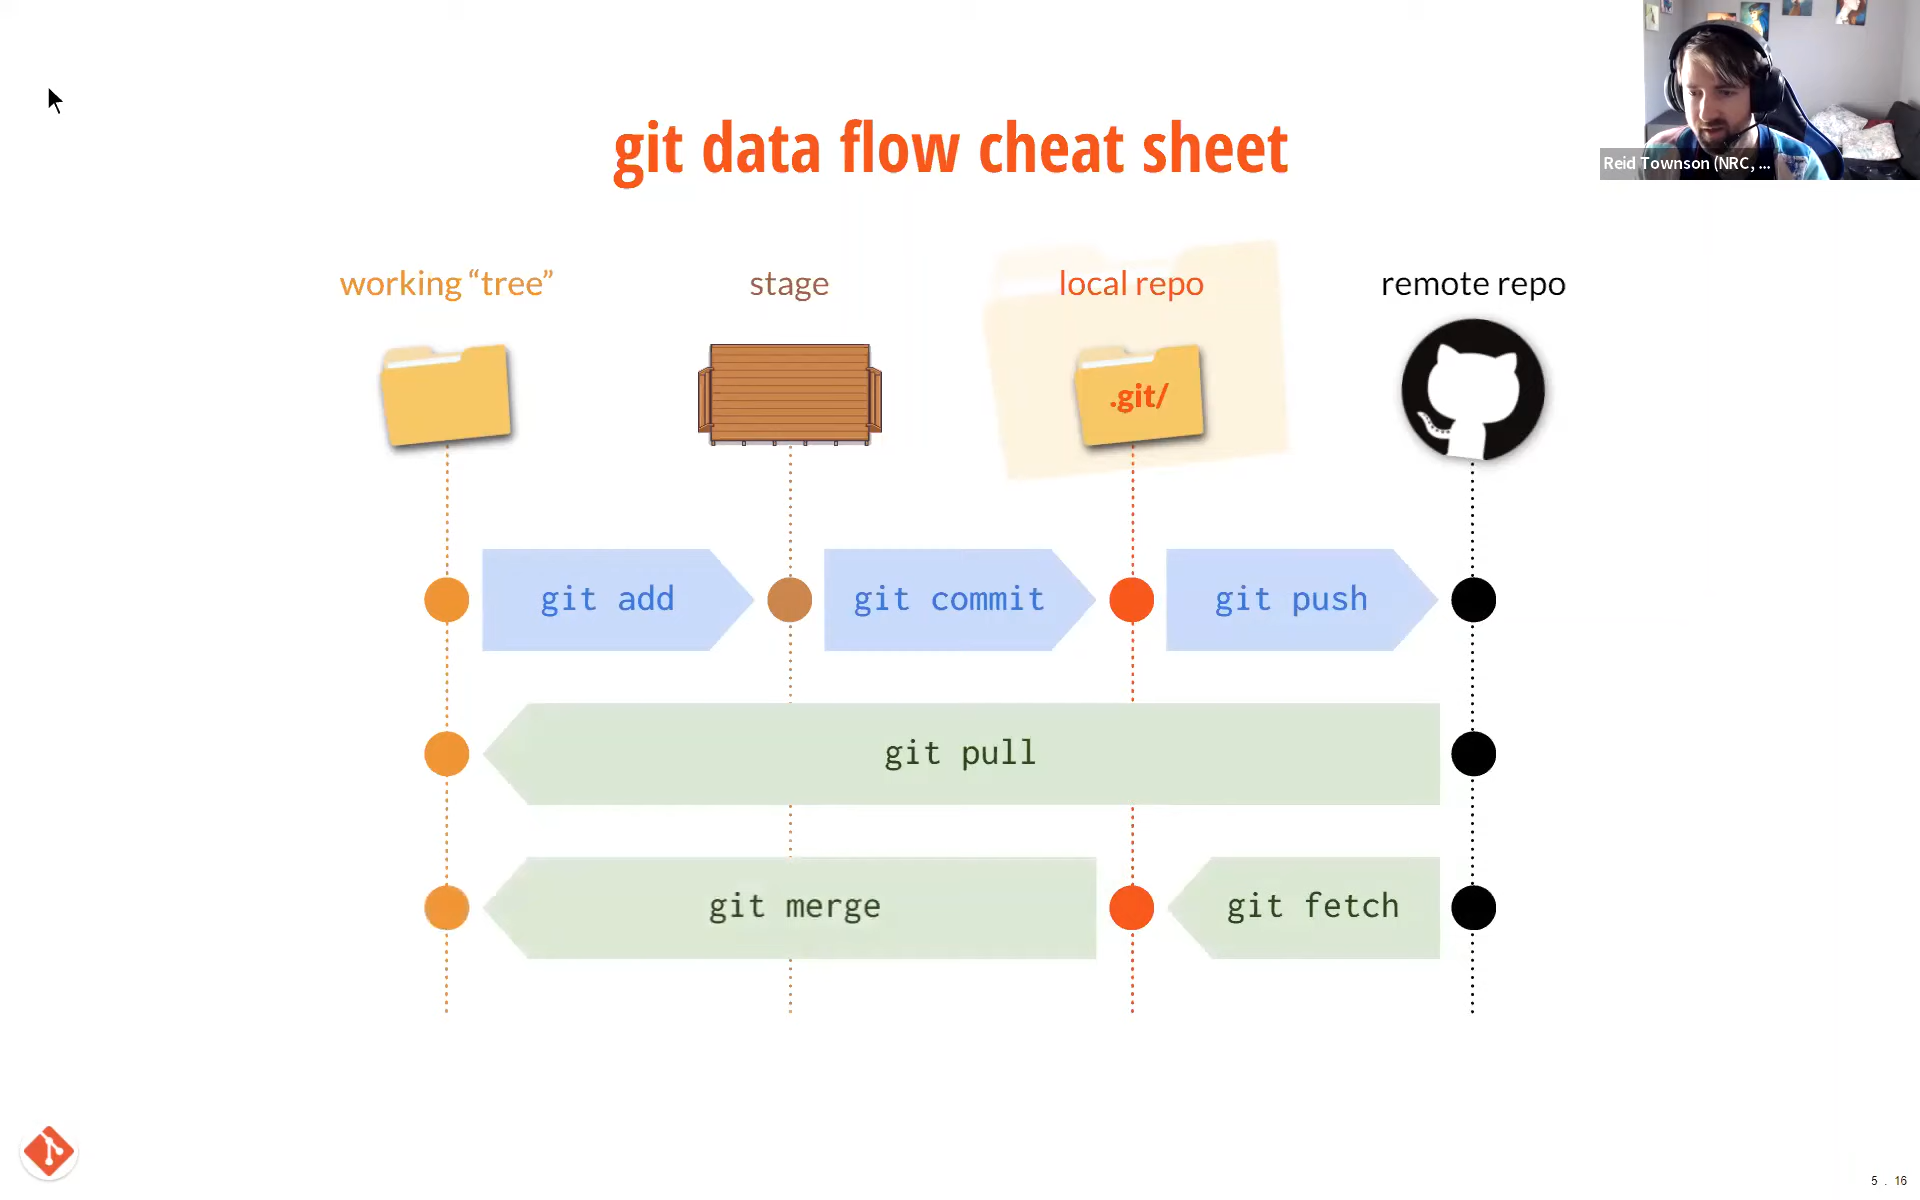 git data flow cheat sheet
Reid Townson (NRC, ...
working “tree”
stage
local repo
remote repo
.git/
git add
git commit
git push
git pull
git merge
git fetch
5 . 16